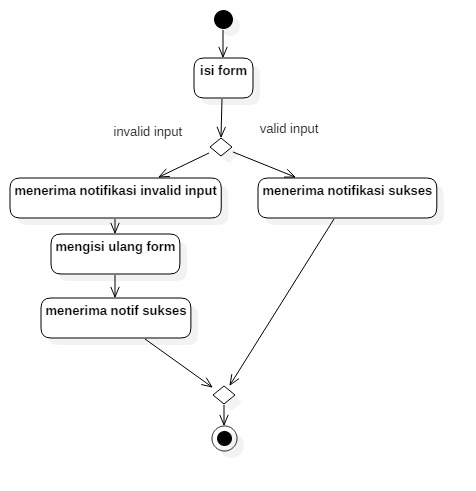 isi form
invalid input
valid input
menerima notifikasi invalid input
menerima notifikasi sukses
mengisi ulang form
menerima notif sukses